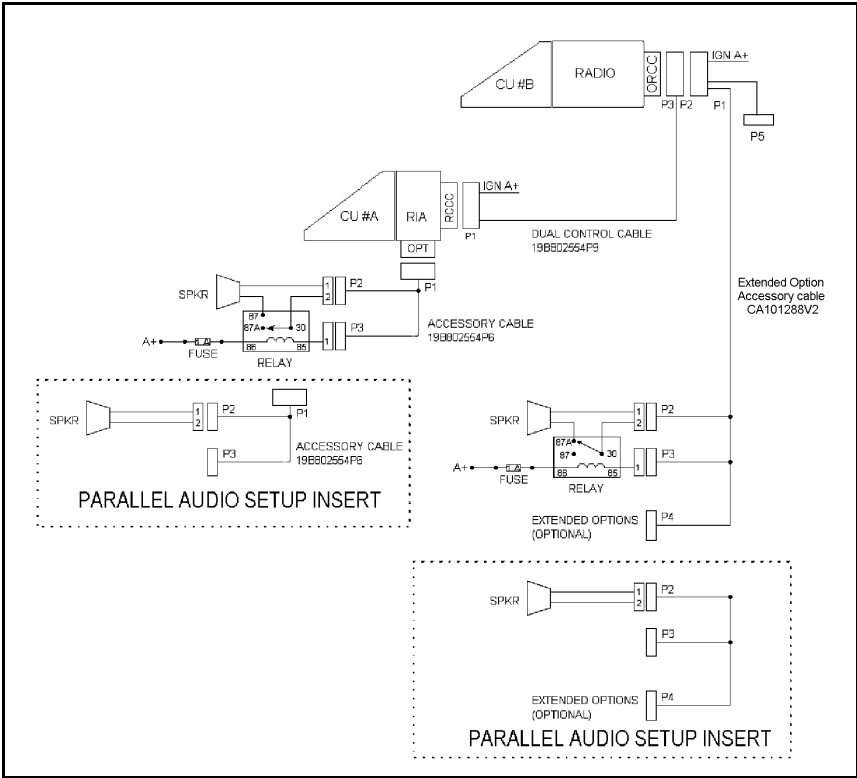 CU #B
RADIO
ORCC
IGN A+
P3
P2
P1
P5
CU #A
RIA
RCCC
IGN A+
OPT
P1
DUAL CONTROL CABLE
19B802554P9
P1
SPKR
1
2
P2
87
87A
30
86
85
A+
FUSE
RELAY
1
P3
ACCESSORY CABLE
19B802554P6
Extended Option
Accessory cable
CA101288V2
SPKR
1
2
P2
P1
P3
ACCESSORY CABLE
19B802554P6
PARALLEL AUDIO SETUP INSERT
SPKR
1
2
P2
87A
87
30
86
85
A+
1 A
FUSE
RELAY
1
P3
EXTENDED OPTIONS
(OPTIONAL)
P4
SPKR
1
2
P2
P3
EXTENDED OPTIONS
(OPTIONAL)
P4
PARALLEL AUDIO SETUP INSERT